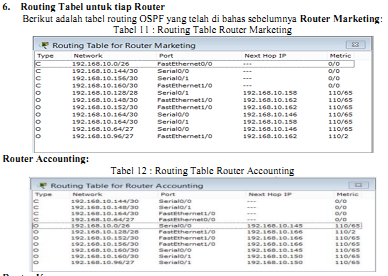 6. Routing Tabel untuk tiap Router
Berikut adalah tabel routing OSPF yang telah di bahas sebelumnya Router Marketing:
Tabel 11 : Routing Table Router Marketing
Routing Table for Router Marketing
Type Network Port Next Hop IP Metric
C 192.168.10.0/26 FastEthernet0/0 --- 0/0
C 192.168.10.144/30 Serial0/0 --- 0/0
C 192.168.10.156/30 Serial0/1 --- 0/0
C 192.168.10.160/30 FastEthernet1/0 --- 0/0
O 192.168.10.128/28 Serial0/1 192.168.10.158 110/65
O 192.168.10.148/30 FastEthernet1/0 192.168.10.162 110/65
O 192.168.10.152/30 FastEthernet1/0 192.168.10.162 110/65
O 192.168.10.164/30 Serial0/0 192.168.10.146 110/65
O 192.168.10.164/30 Serial0/1 192.168.10.158 110/65
O 192.168.10.64/27 Serial0/0 192.168.10.146 110/65
O 192.168.10.96/27 FastEthernet1/0 192.168.10.162 110/2
Router Accounting:
Tabel 12 : Routing Table Router Accounting
Routing Table for Router Accounting
Type Network Port Next Hop IP Metric
C 192.168.10.144/30 Serial0/0 --- 0/0
C 192.168.10.148/30 Serial0/1 --- 0/0
C 192.168.10.164/30 FastEthernet1/0 --- 0/0
C 192.168.10.64/27 FastEthernet0/0 --- 0/0
O 192.168.10.0/26 Serial0/0 192.168.10.145 110/65
O 192.168.10.128/28 FastEthernet1/0 192.168.10.166 110/2
O 192.168.10.152/30 FastEthernet1/0 192.168.10.166 110/65
O 192.168.10.156/30 FastEthernet1/0 192.168.10.166 110/65
O 192.168.10.160/30 Serial0/0 192.168.10.145 110/65
O 192.168.10.160/30 Serial0/1 192.168.10.150 110/65
O 192.168.10.96/27 Serial0/1 192.168.10.150 110/65